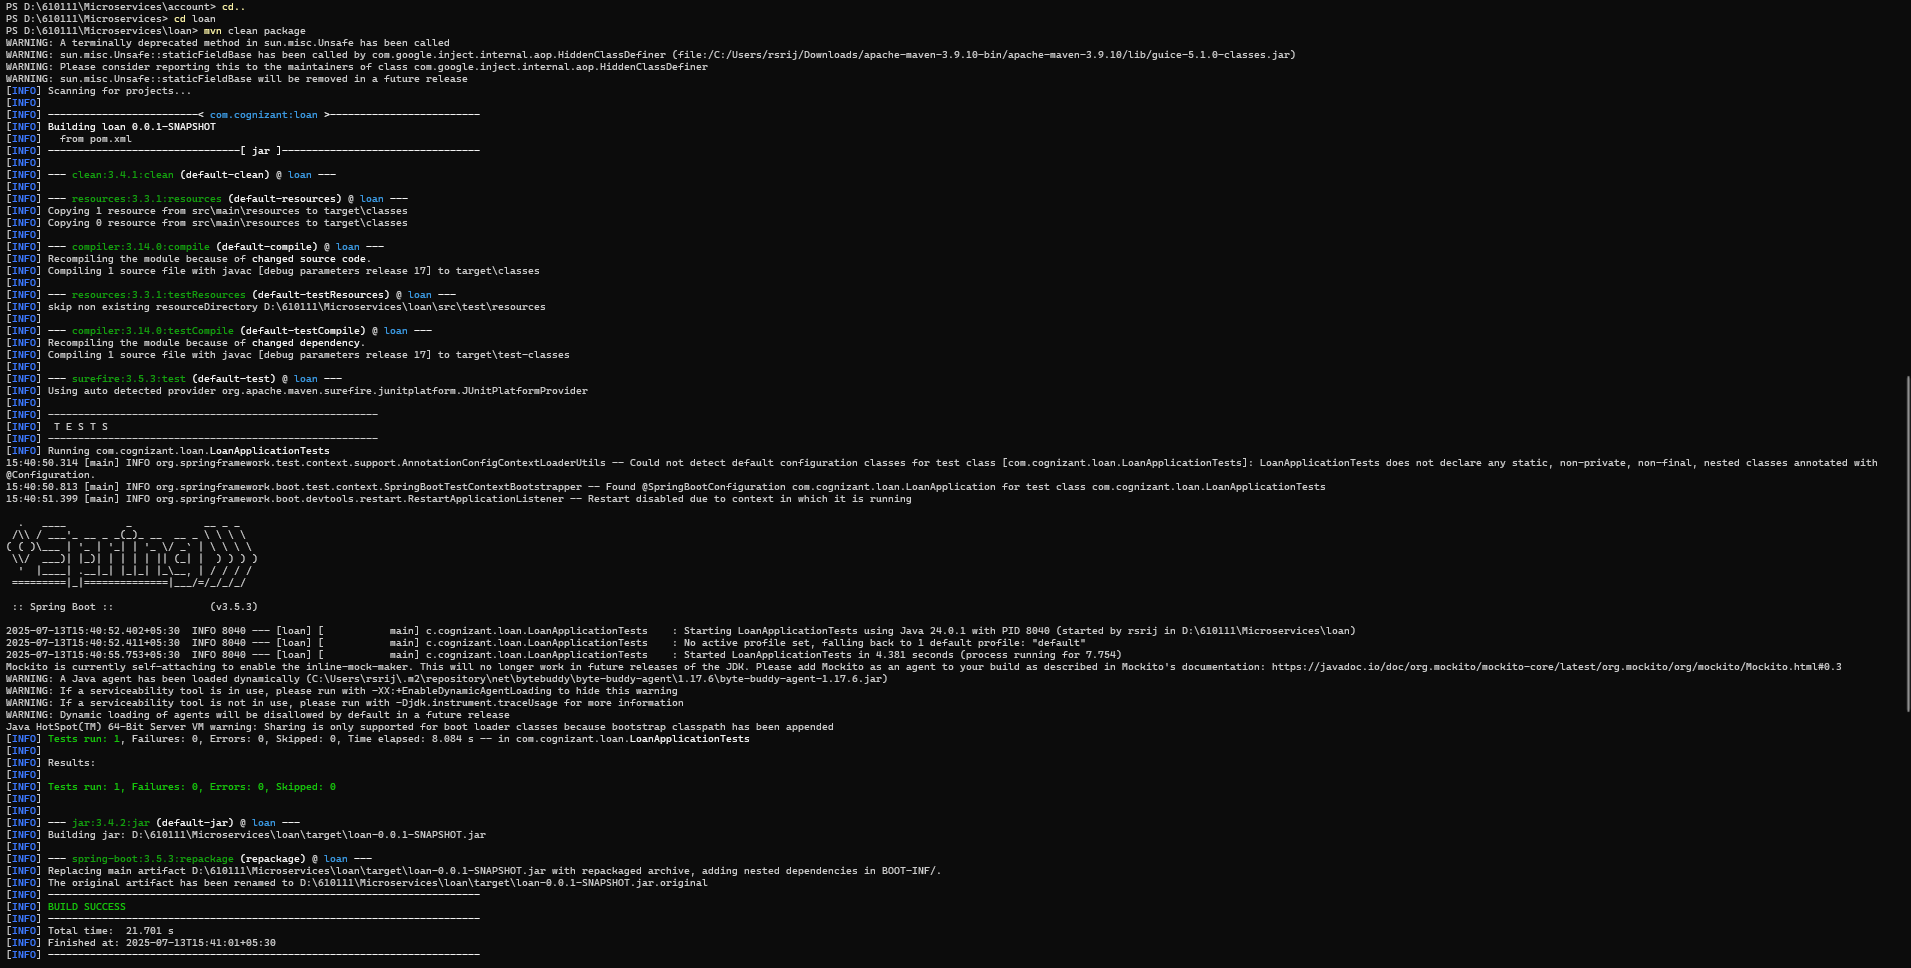 PS D:\610111\Microservices\account> cd..
PS D:\610111\Microservices> cd loan
PS D:\610111\Microservices\loan> mvn clean package
WARNING: A terminally deprecated method in sun.misc.Unsafe has been called
WARNING: sun.misc.Unsafe::staticFieldBase has been called by com.google.inject.internal.aop.HiddenClassDefiner (file:/C:/Users/rsrij/Downloads/apache-maven-3.9.10-bin/apache-maven-3.9.10/lib/guice-5.1.0-classes.jar)
WARNING: Please consider reporting this to the maintainers of class com.google.inject.internal.aop.HiddenClassDefiner
WARNING: sun.misc.Unsafe::staticFieldBase will be removed in a future release
[INFO] Scanning for projects...
[INFO]
[INFO] -------------------------< com.cognizant:loan >-------------------------
[INFO] Building loan 0.0.1-SNAPSHOT
[INFO]   from pom.xml
[INFO] --------------------------------[ jar ]---------------------------------
[INFO]
[INFO] --- clean:3.4.1:clean (default-clean) @ loan ---
[INFO]
[INFO] --- resources:3.3.1:resources (default-resources) @ loan ---
[INFO] Copying 1 resource from src\main\resources to target\classes
[INFO] Copying 0 resource from src\main\resources to target\classes
[INFO]
[INFO] --- compiler:3.14.0:compile (default-compile) @ loan ---
[INFO] Recompiling the module because of changed source code.
[INFO] Compiling 1 source file with javac [debug parameters release 17] to target\classes
[INFO]
[INFO] --- resources:3.3.1:testResources (default-testResources) @ loan ---
[INFO] skip non existing resourceDirectory D:\610111\Microservices\loan\src\test\resources
[INFO]
[INFO] --- compiler:3.14.0:testCompile (default-testCompile) @ loan ---
[INFO] Recompiling the module because of changed dependency.
[INFO] Compiling 1 source file with javac [debug parameters release 17] to target\test-classes
[INFO]
[INFO] --- surefire:3.5.3:test (default-test) @ loan ---
[INFO] Using auto detected provider org.apache.maven.surefire.junitplatform.JUnitPlatformProvider
[INFO]
[INFO] -------------------------------------------------------
[INFO]  T E S T S
[INFO] -------------------------------------------------------
[INFO] Running com.cognizant.loan.LoanApplicationTests
15:40:50.314 [main] INFO org.springframework.test.context.support.AnnotationConfigContextLoaderUtils -- Could not detect default configuration classes for test class [com.cognizant.loan.LoanApplicationTests]: LoanApplicationTests does not declare any static, non-private, non-final, nested classes annotated with
@Configuration.
15:40:50.813 [main] INFO org.springframework.boot.test.context.SpringBootTestContextBootstrapper -- Found @SpringBootConfiguration com.cognizant.loan.LoanApplication for test class com.cognizant.loan.LoanApplicationTests
15:40:51.399 [main] INFO org.springframework.boot.devtools.restart.RestartApplicationListener -- Restart disabled due to context in which it is running

  .   ____          _            __ _ _
 /\\ / ___'_ __ _ _(_)_ __  __ _ \ \ \ \
( ( )\___ | '_ | '_| | '_ \/ _` | \ \ \ \
 \\/  ___)| |_)| | | | | || (_| |  ) ) ) )
  '  |____| .__|_| |_|_| |_\__, | / / / /
 =========|_|==============|___/=/_/_/_/

 :: Spring Boot ::                (v3.5.3)

2025-07-13T15:40:52.402+05:30  INFO 8040 --- [loan] [           main] c.cognizant.loan.LoanApplicationTests    : Starting LoanApplicationTests using Java 24.0.1 with PID 8040 (started by rsrij in D:\610111\Microservices\loan)
2025-07-13T15:40:52.411+05:30  INFO 8040 --- [loan] [           main] c.cognizant.loan.LoanApplicationTests    : No active profile set, falling back to 1 default profile: "default"
2025-07-13T15:40:55.753+05:30  INFO 8040 --- [loan] [           main] c.cognizant.loan.LoanApplicationTests    : Started LoanApplicationTests in 4.381 seconds (process running for 7.754)
Mockito is currently self-attaching to enable the inline-mock-maker. This will no longer work in future releases of the JDK. Please add Mockito as an agent to your build as described in Mockito's documentation: https://javadoc.io/doc/org.mockito/mockito-core/latest/org.mockito/org/mockito/Mockito.html#0.3
WARNING: A Java agent has been loaded dynamically (C:\Users\rsrij\.m2\repository\net\bytebuddy\byte-buddy-agent\1.17.6\byte-buddy-agent-1.17.6.jar)
WARNING: If a serviceability tool is in use, please run with -XX:+EnableDynamicAgentLoading to hide this warning
WARNING: If a serviceability tool is not in use, please run with -Djdk.instrument.traceUsage for more information
WARNING: Dynamic loading of agents will be disallowed by default in a future release
Java HotSpot(TM) 64-Bit Server VM warning: Sharing is only supported for boot loader classes because bootstrap classpath has been appended
[INFO] Tests run: 1, Failures: 0, Errors: 0, Skipped: 0, Time elapsed: 8.084 s -- in com.cognizant.loan.LoanApplicationTests
[INFO]
[INFO] Results:
[INFO]
[INFO] Tests run: 1, Failures: 0, Errors: 0, Skipped: 0
[INFO]
[INFO]
[INFO] --- jar:3.4.2:jar (default-jar) @ loan ---
[INFO] Building jar: D:\610111\Microservices\loan\target\loan-0.0.1-SNAPSHOT.jar
[INFO]
[INFO] --- spring-boot:3.5.3:repackage (repackage) @ loan ---
[INFO] Replacing main artifact D:\610111\Microservices\loan\target\loan-0.0.1-SNAPSHOT.jar with repackaged archive, adding nested dependencies in BOOT-INF/.
[INFO] The original artifact has been renamed to D:\610111\Microservices\loan\target\loan-0.0.1-SNAPSHOT.jar.original
[INFO] ------------------------------------------------------------------------
[INFO] BUILD SUCCESS
[INFO] ------------------------------------------------------------------------
[INFO] Total time:  21.701 s
[INFO] Finished at: 2025-07-13T15:41:01+05:30
[INFO] ------------------------------------------------------------------------